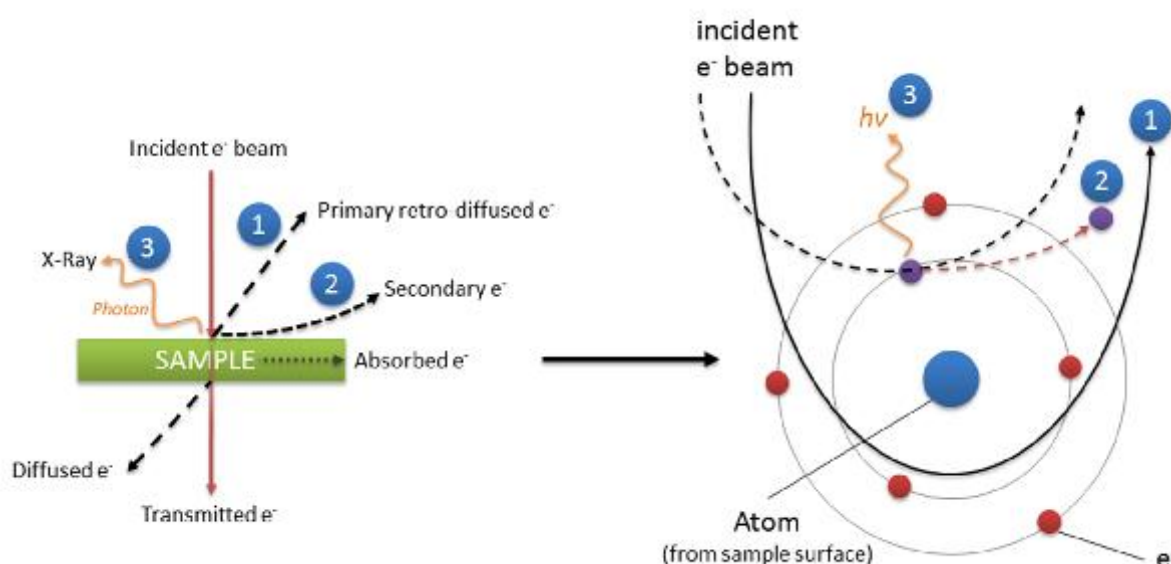 incident
e⁻ beam
3
hν
1
Incident e⁻ beam
1
Primary retro-diffused e⁻
3
X-Ray
2
2
Secondary e⁻
Photon
SAMPLE
Absorbed e⁻
Diffused e⁻
Transmitted e⁻
Atom
(from sample surface)
e